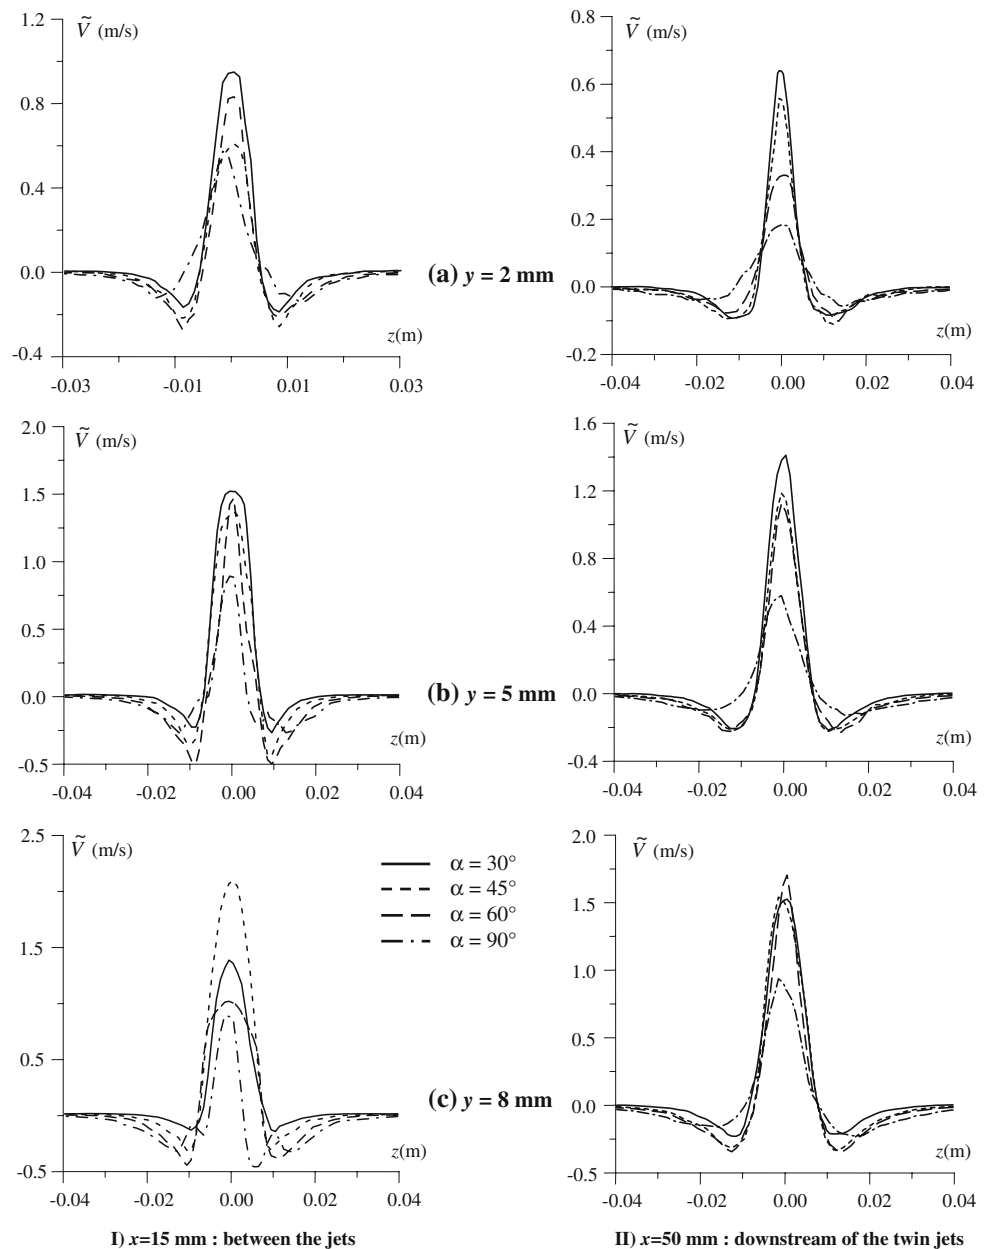 1.2
Ṽ (m/s)
0.8
0.4
0.0
-0.4
z(m)
-0.03
-0.01
0.01
0.03
0.8
Ṽ (m/s)
0.6
0.4
0.2
0.0
-0.2
z(m)
-0.04
-0.02
0.00
0.02
0.04
(a) y = 2 mm
2.0
Ṽ (m/s)
1.5
1.0
0.5
0.0
-0.5
z(m)
-0.04
-0.02
0.00
0.02
0.04
1.6
Ṽ (m/s)
1.2
0.8
0.4
0.0
-0.4
z(m)
-0.04
-0.02
0.00
0.02
0.04
(b) y = 5 mm
2.5
Ṽ (m/s)
1.5
0.5
-0.5
z(m)
-0.04
-0.02
0.00
0.02
0.04
α = 30°
α = 45°
α = 60°
α = 90°
2.0
Ṽ (m/s)
1.5
1.0
0.5
0.0
-0.5
z(m)
-0.04
-0.02
0.00
0.02
0.04
(c) y = 8 mm
I) x=15 mm : between the jets
II) x=50 mm : downstream of the twin jets